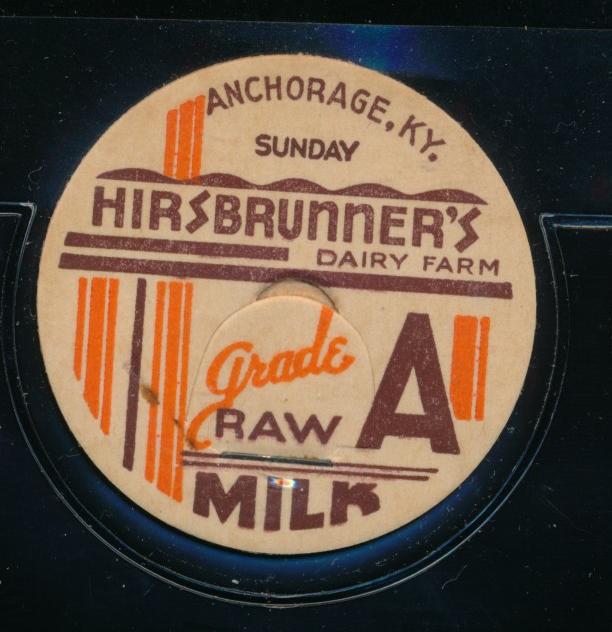 ANCHORAGE, KY.
SUNDAY
HIRSBRUNNER'S
DAIRY FARM
Grade A
RAW
MILK